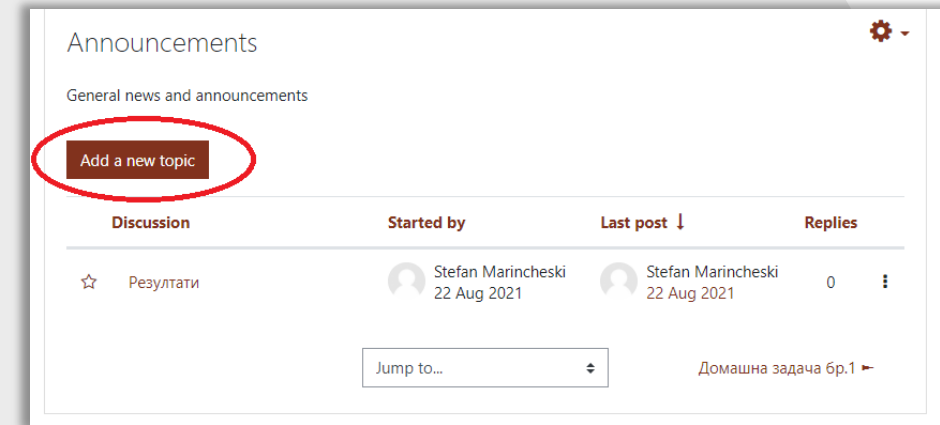 Announcements
General news and announcements
Add a new topic
Discussion Started by Last post ↓ Replies
Резултати Stefan Marincheski Stefan Marincheski 0
22 Aug 2021 22 Aug 2021
Jump to... Домашна задача бр.1 ►